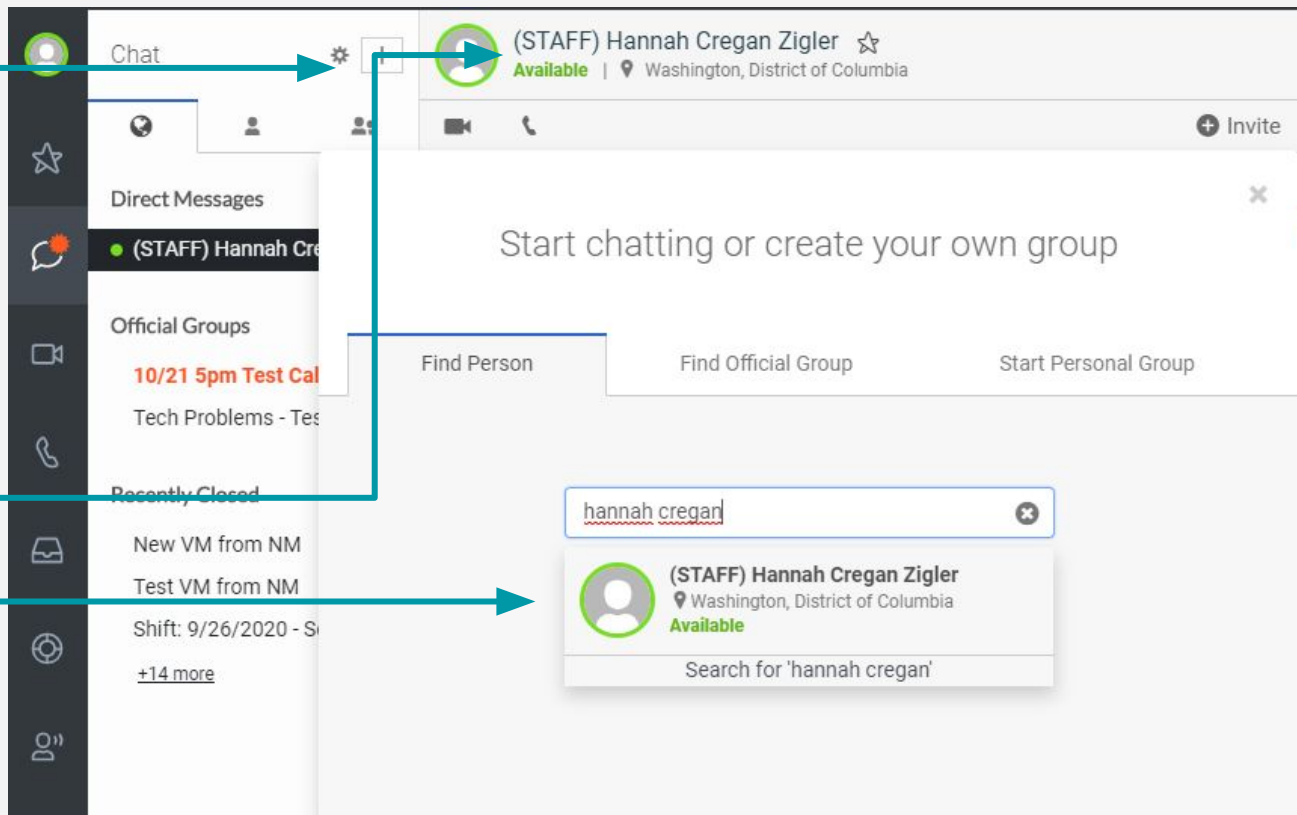 Chat
(STAFF) Hannah Cregan Zigler
Available | Washington, District of Columbia
Invite
Direct Messages
(STAFF) Hannah Cre
Official Groups
10/21 5pm Test Cal
Tech Problems - Tes
Recently Closed
New VM from NM
Test VM from NM
Shift: 9/26/2020 - S
+14 more
Start chatting or create your own group
Find Person
Find Official Group
Start Personal Group
hannah cregan
(STAFF) Hannah Cregan Zigler
Washington, District of Columbia
Available
Search for 'hannah cregan'